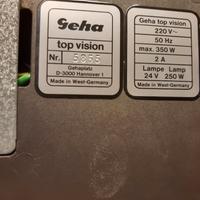 Geha
top vision
Nr. 5855
Gehaplatz
D-3000 Hannover 1
Made in West-Germany
Geha top vision
220 V~
50 Hz
max. 350 W
2 A
Lampe Lamp
24 V 250 W
Made in West-Germany